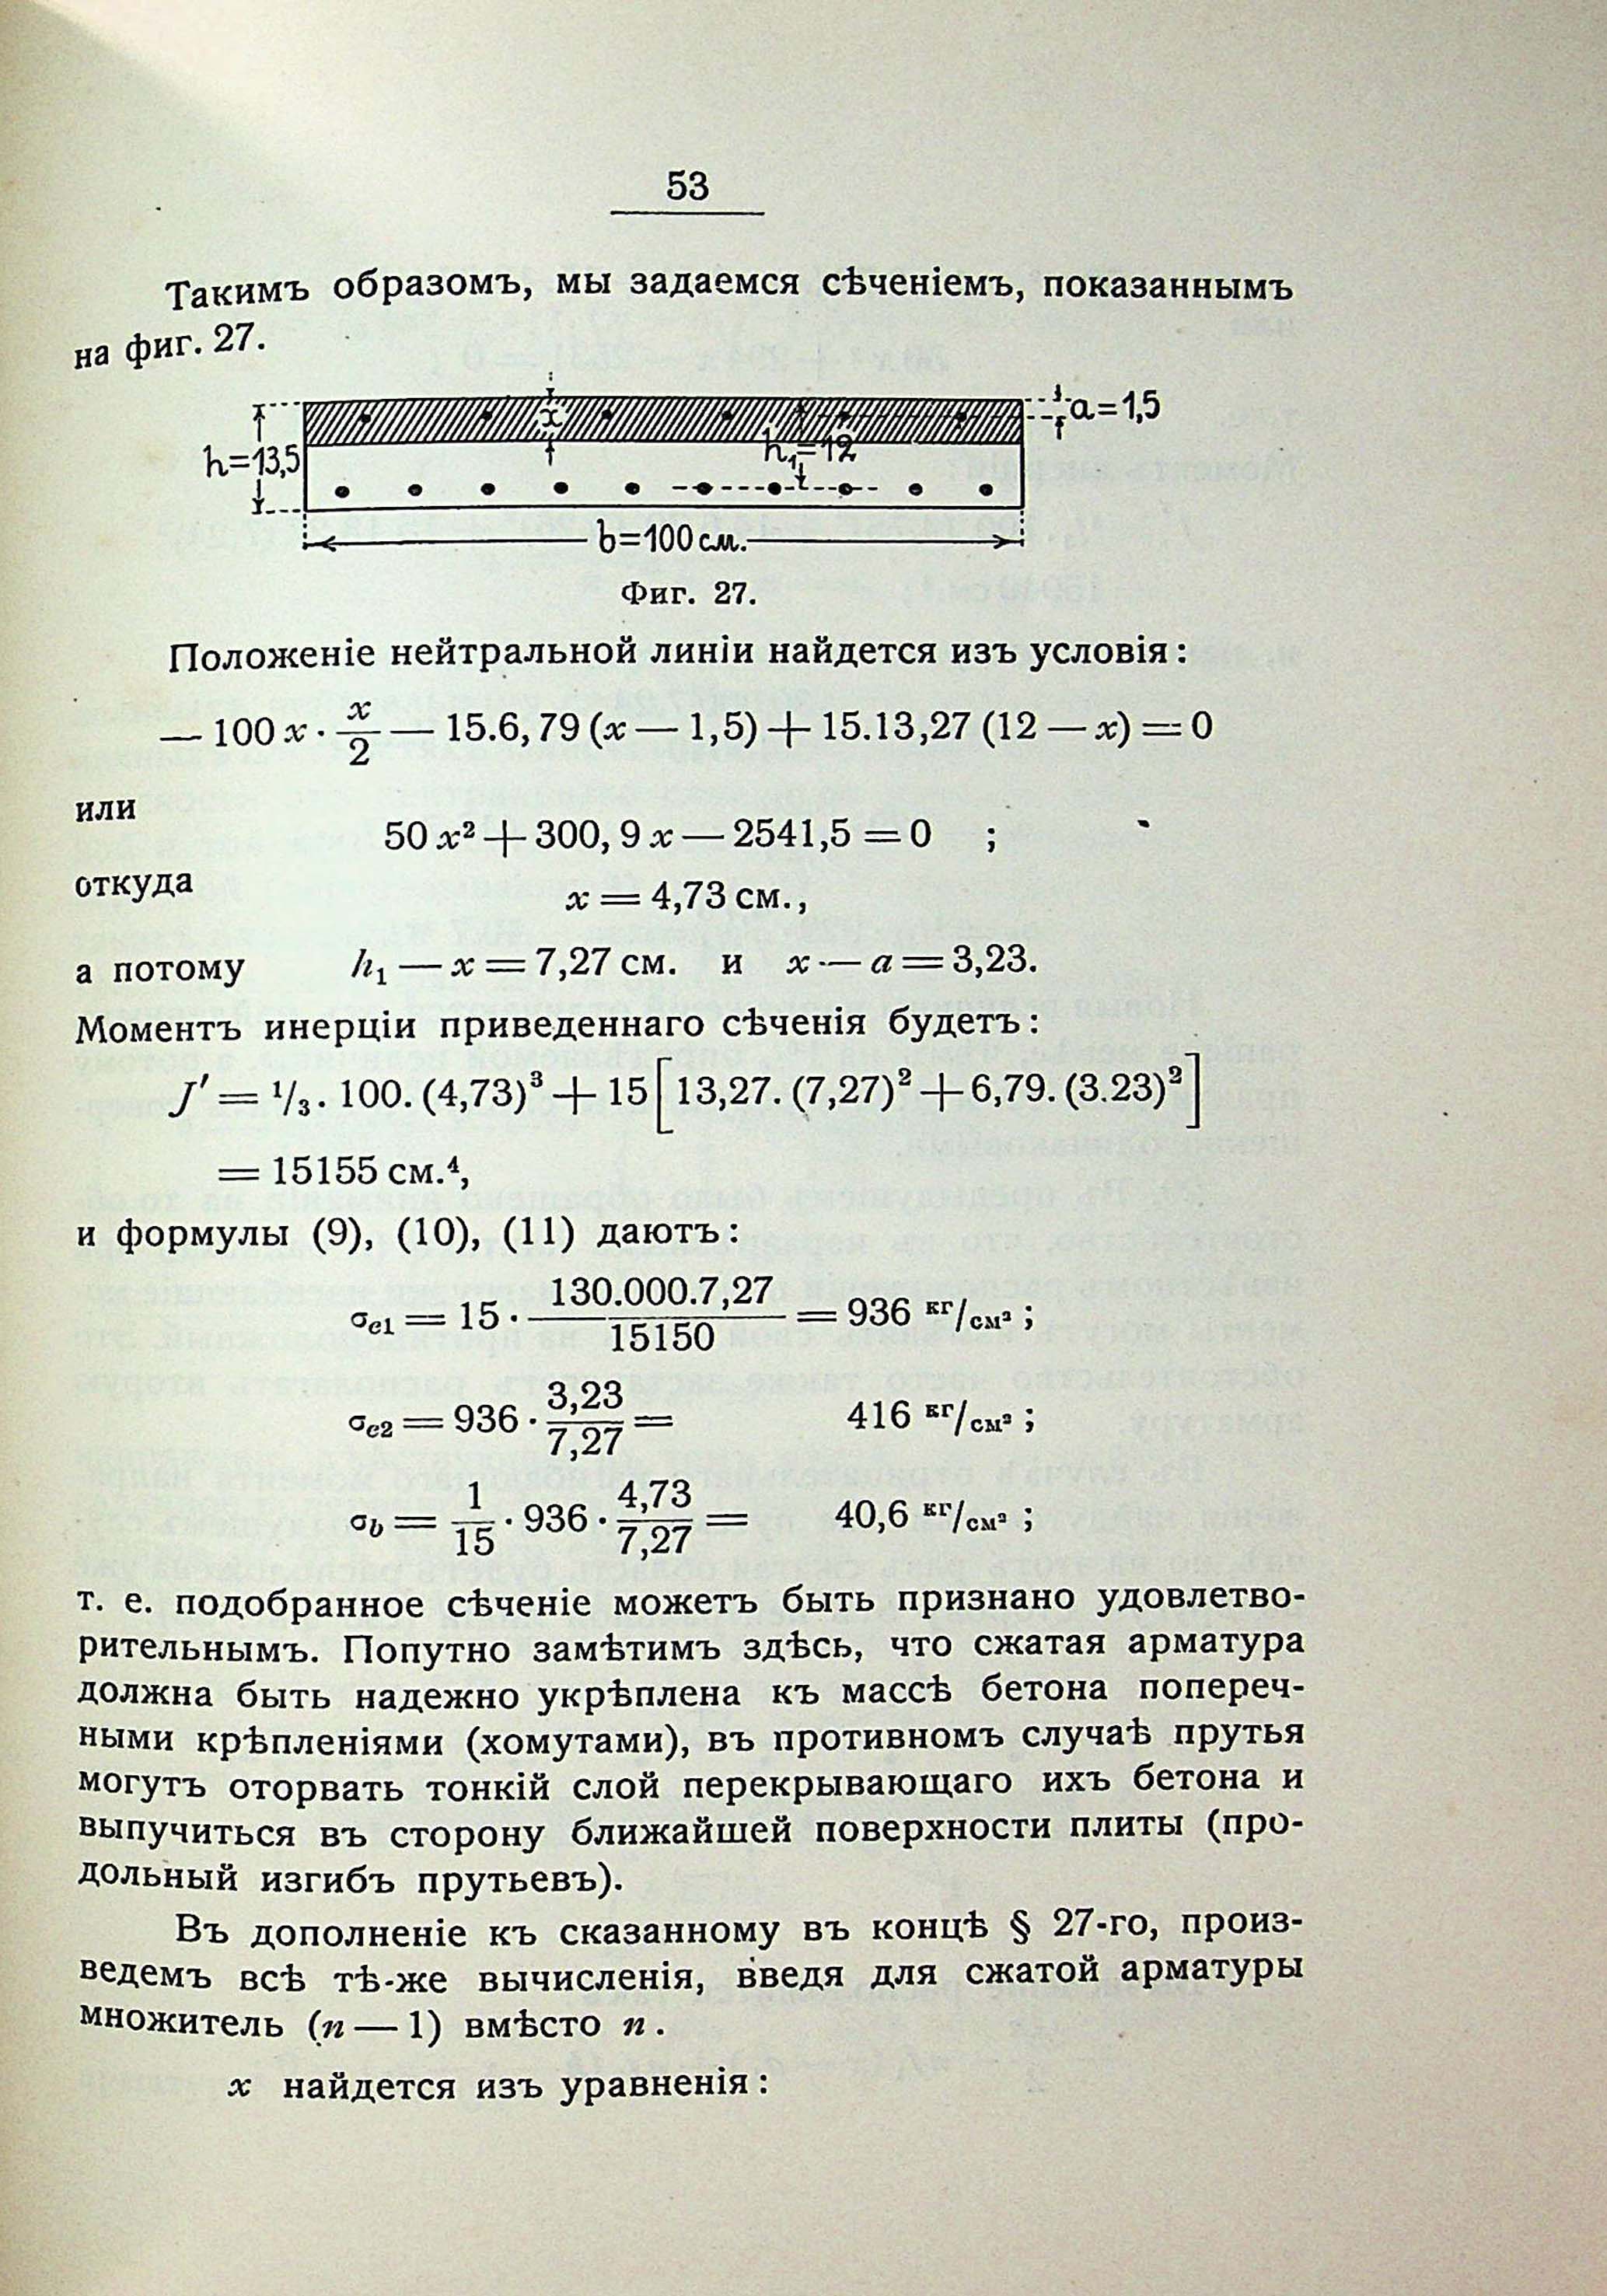 53
Такимъ образомъ, мы задаемся сѣченіемъ, показаннымъ
на фиг. 27.
a=1,5
h=13,5
x
h₁=12
b=100 см.
Фиг. 27.
Положеніе нейтральной линіи найдется изъ условія:
— 100 x · x/2 — 15.6,79 (x — 1,5) + 15.13,27 (12 — x) = 0
или
50 x² + 300,9 x — 2541,5 = 0 ;
откуда
x = 4,73 см.,
а потому h₁ — x = 7,27 см. и x — a = 3,23.
Моментъ инерціи приведеннаго сѣченія будетъ:
J′ = ¹/₃ . 100. (4,73)³ + 15 [ 13,27. (7,27)² + 6,79. (3.23)² ]
= 15155 см.⁴,
и формулы (9), (10), (11) даютъ:
σe1 = 15 · 130.000.7,27 / 15150 = 936 кг/см² ;
σe2 = 936 · 3,23 / 7,27 = 416 кг/см² ;
σb = 1/15 · 936 · 4,73 / 7,27 = 40,6 кг/см² ;
т. е. подобранное сѣченіе можетъ быть признано удовлетво-
рительнымъ. Попутно замѣтимъ здѣсь, что сжатая арматура
должна быть надежно укрѣплена къ массѣ бетона попереч-
ными крѣпленіями (хомутами), въ противномъ случаѣ прутья
могутъ оторвать тонкій слой перекрывающаго ихъ бетона и
выпучиться въ сторону ближайшей поверхности плиты (про-
дольный изгибъ прутьевъ).
Въ дополненіе къ сказанному въ концѣ § 27-го, произ-
ведемъ всѣ тѣ-же вычисленія, введя для сжатой арматуры
множитель (n — 1) вмѣсто n .
x найдется изъ уравненія: